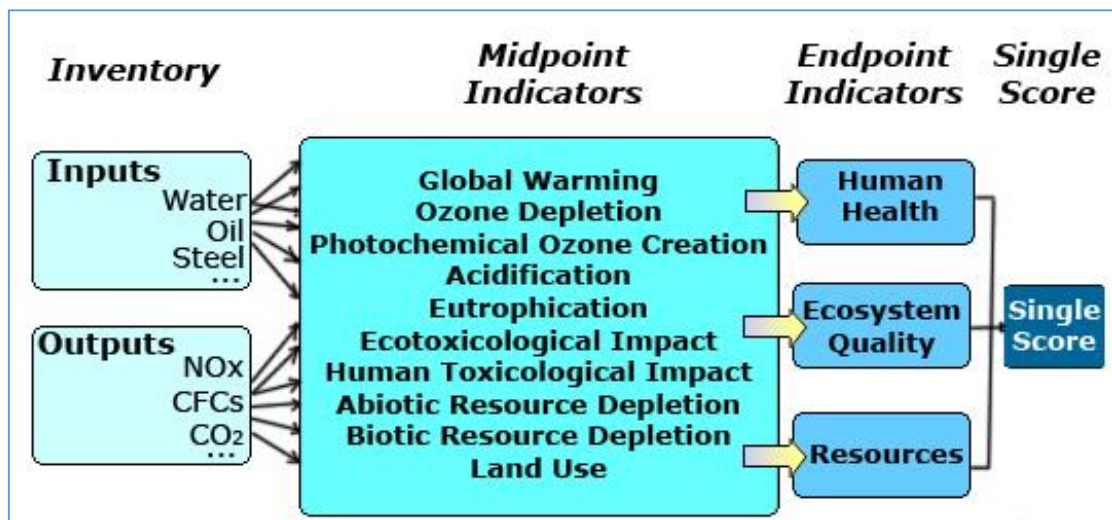 Inventory
Midpoint
Indicators
Endpoint
Indicators
Single
Score
Inputs
Water
Oil
Steel
...
Outputs
NOx
CFCs
CO₂
...
Global Warming
Ozone Depletion
Photochemical Ozone Creation
Acidification
Eutrophication
Ecotoxicological Impact
Human Toxicological Impact
Abiotic Resource Depletion
Biotic Resource Depletion
Land Use
Human
Health
Ecosystem
Quality
Resources
Single
Score